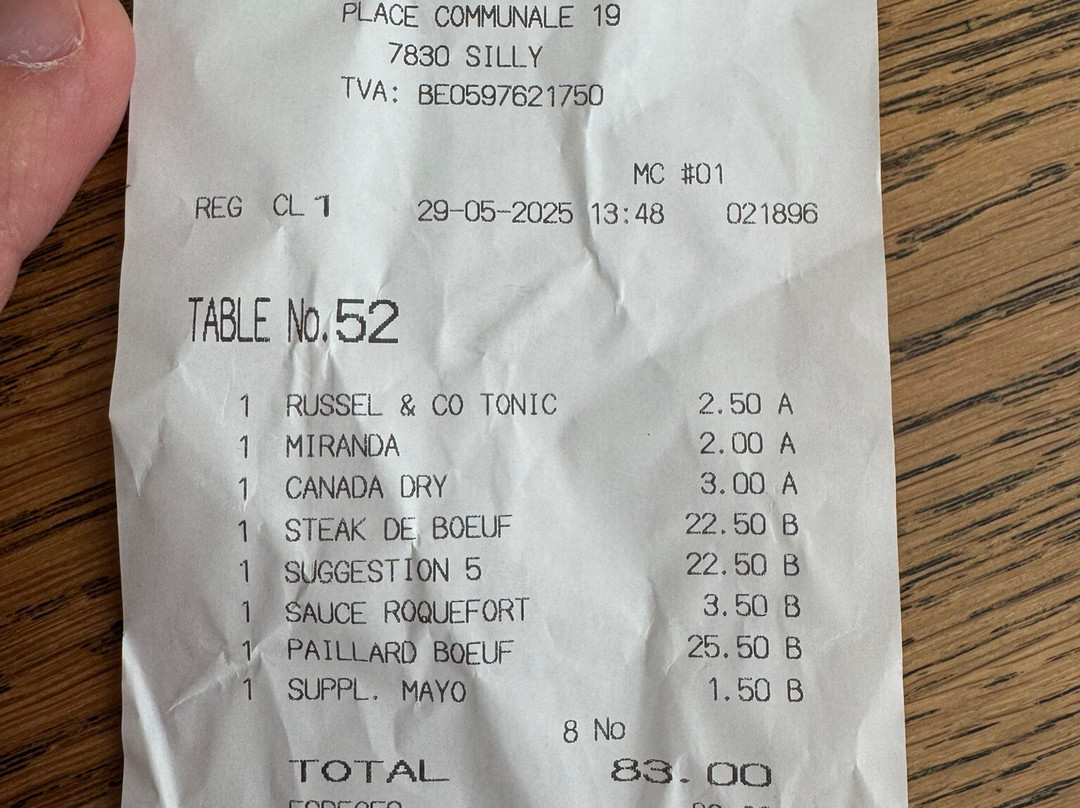 PLACE COMMUNALE 19
7830 SILLY
TVA: BE0597621750
MC #01
REG CL 1 29-05-2025 13:48 021896
TABLE No.52
1 RUSSEL & CO TONIC 2.50 A
1 MIRANDA 2.00 A
1 CANADA DRY 3.00 A
1 STEAK DE BOEUF 22.50 B
1 SUGGESTION 5 22.50 B
1 SAUCE ROQUEFORT 3.50 B
1 PAILLARD BOEUF 25.50 B
1 SUPPL. MAYO 1.50 B
8 No
TOTAL 83.00